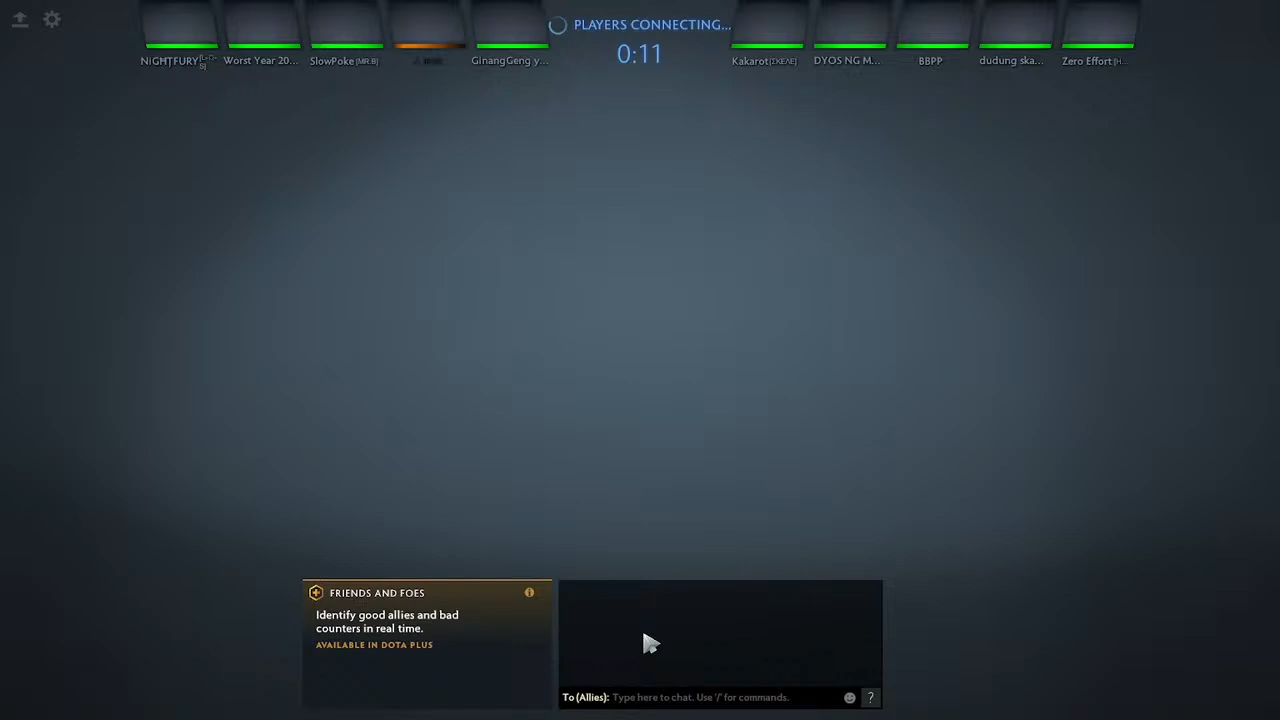 PLAYERS CONNECTING...
0:11
NiGHTFURY
Worst Year 20...
SlowPoke [MR.B]
GinangGeng y...
Kakarot [ΣΚΕΛΕ]
DYOS NG M...
BBPP
dudung ska...
Zero Effort [H...
FRIENDS AND FOES
Identify good allies and bad
counters in real time.
AVAILABLE IN DOTA PLUS
To (Allies): Type here to chat. Use '/' for commands.
?